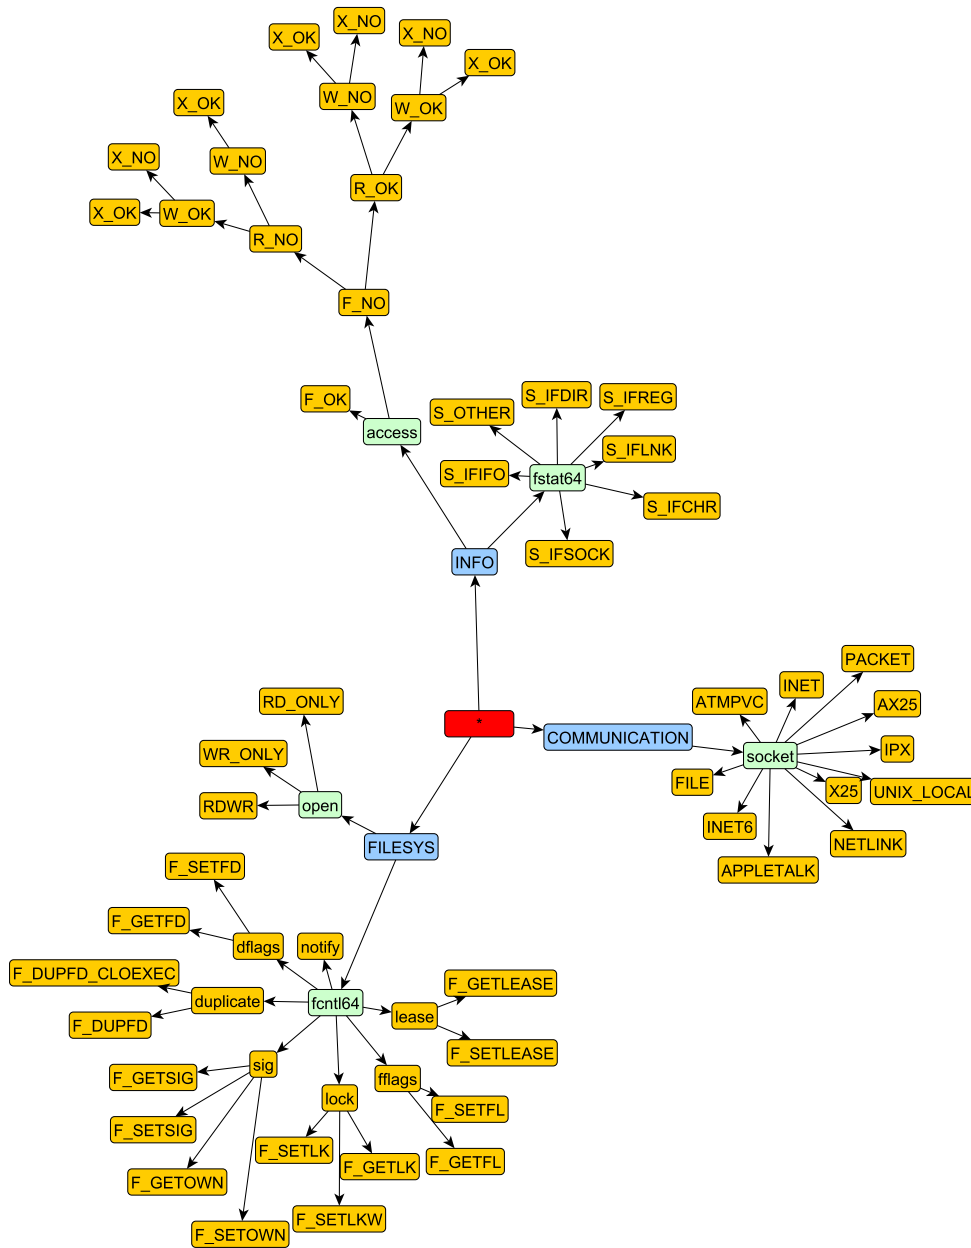 X_NO
X_OK
X_NO
X_OK
W_NO
X_OK
W_OK
X_NO
W_NO
R_OK
X_OK
W_OK
R_NO
F_NO
F_OK
S_IFDIR
S_IFREG
S_OTHER
access
S_IFLNK
S_IFIFO
fstat64
S_IFCHR
S_IFSOCK
INFO
PACKET
INET
RD_ONLY
ATMPVC
AX25
*
COMMUNICATION
IPX
WR_ONLY
socket
FILE
X25
UNIX_LOCAL
RDWR
open
INET6
NETLINK
FILESYS
F_SETFD
APPLETALK
F_GETFD
dflags
notify
F_DUPFD_CLOEXEC
F_GETLEASE
duplicate
fcntl64
lease
F_DUPFD
F_SETLEASE
sig
F_GETSIG
fflags
lock
F_SETFL
F_SETSIG
F_SETLK
F_GETLK
F_GETFL
F_GETOWN
F_SETLKW
F_SETOWN